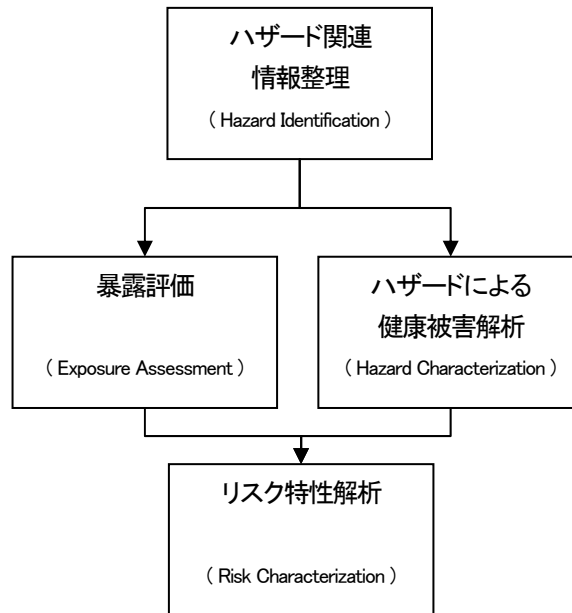 ハザード関連
情報整理
( Hazard Identification )
暴露評価
( Exposure Assessment )
ハザードによる
健康被害解析
( Hazard Characterization )
リスク特性解析
( Risk Characterization )